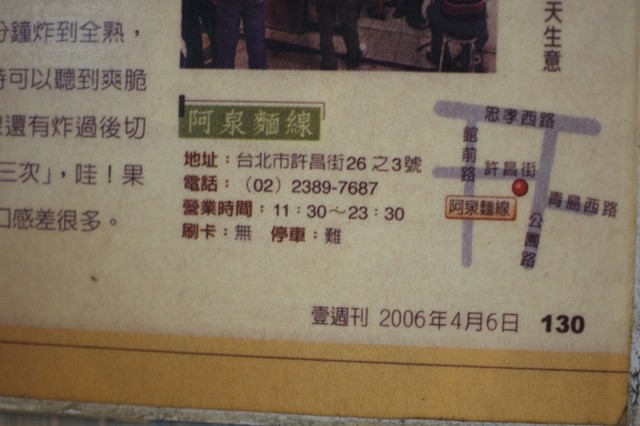 天生意
分鐘炸到全熟，
時可以聽到爽脆
還有炸過後切
三次」，哇！果
口感差很多。
阿泉麵線
地址：台北市許昌街26之3號
電話：（02）2389-7687
營業時間：11：30～23：30
刷卡：無 停車：難
忠孝西路
館前路
許昌街
阿泉麵線
青島西路
公園路
壹週刊 2006年4月6日 130